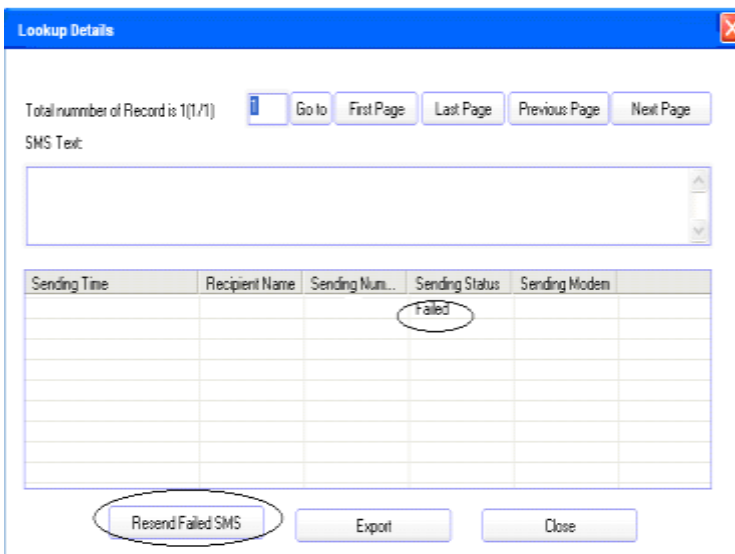 Lookup Details
Total nummber of Record is 1(1/1) 1 Go to First Page Last Page Previous Page Next Page
SMS Text:
Sending Time Recipient Name Sending Num... Sending Status Sending Modem
Failed
Resend Failed SMS Export Close